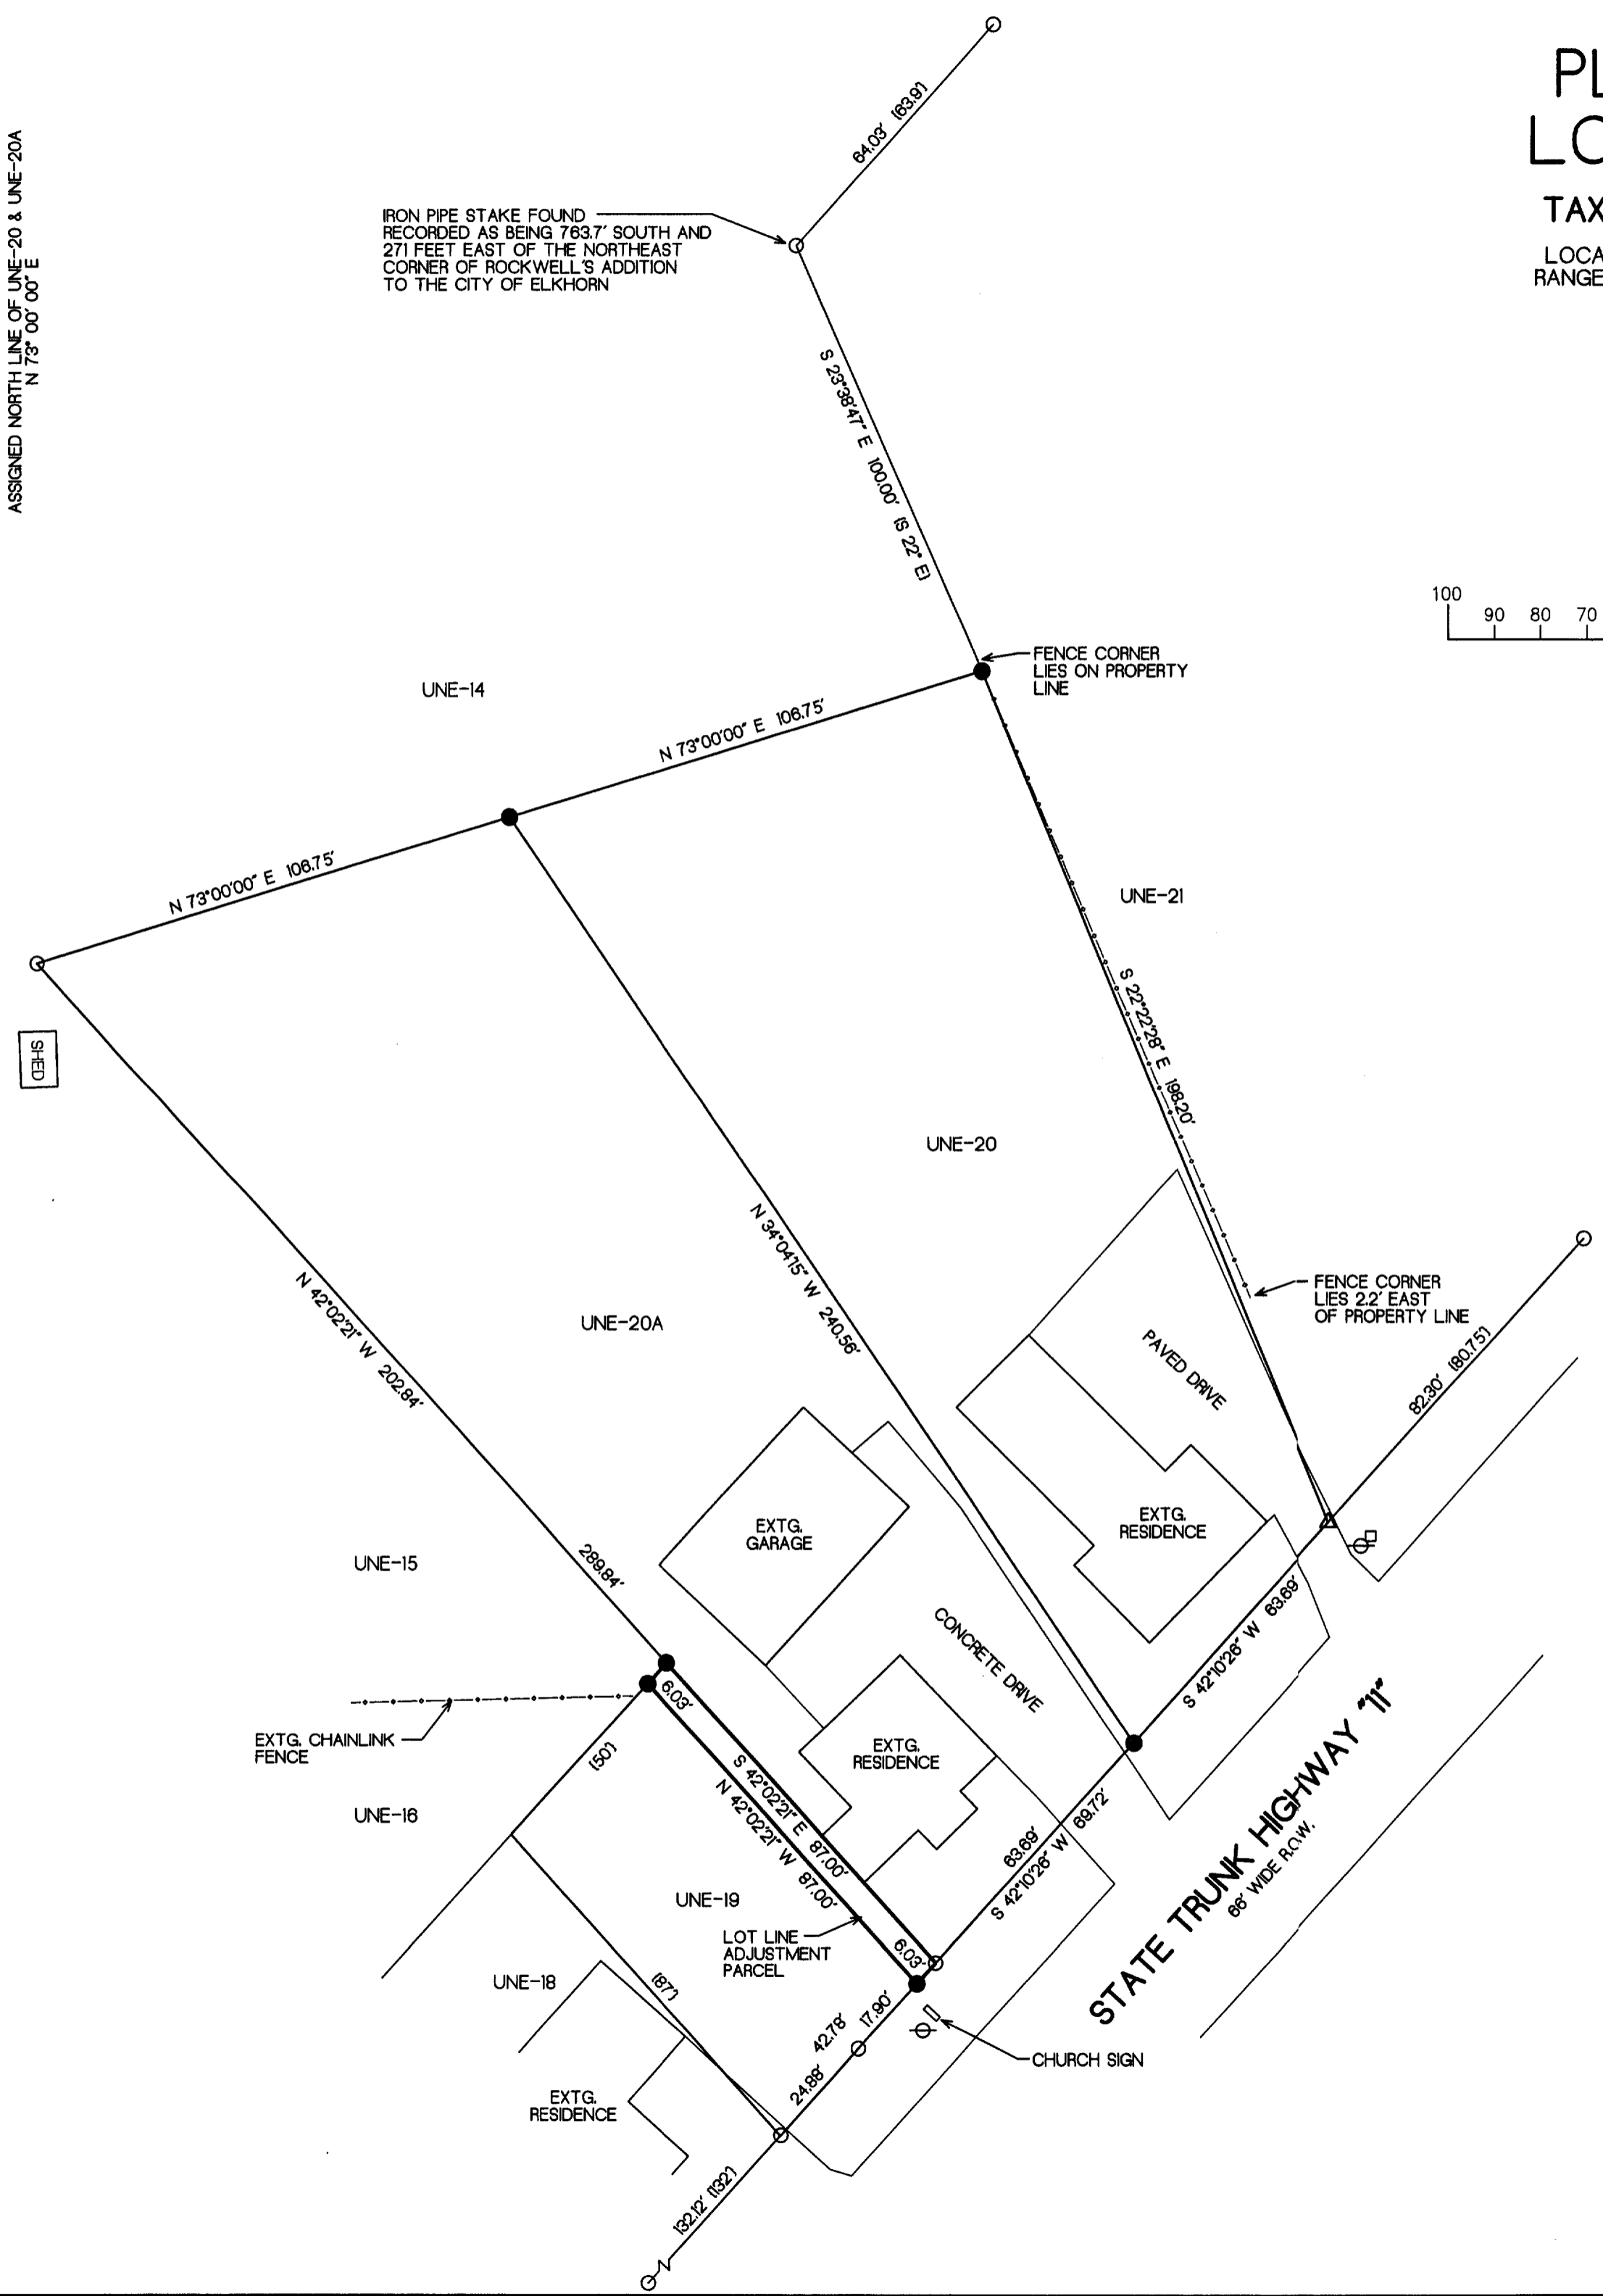 ASSIGNED NORTH LINE OF UNE-20 & UNE-20A
N 73° 00' 00" E
64.03' (63.9)
PL
LO
TAX
LOCA
RANGE
IRON PIPE STAKE FOUND
RECORDED AS BEING 763.7' SOUTH AND
271 FEET EAST OF THE NORTHEAST
CORNER OF ROCKWELL'S ADDITION
TO THE CITY OF ELKHORN
S 23°38'47" E 100.00' (S 22° E)
100
90 80 70
FENCE CORNER
LIES ON PROPERTY
LINE
UNE-14
N 73°00'00" E 106.75'
N 73°00'00" E 106.75'
UNE-21
SHED
S 22°22'28" E 198.20'
UNE-20
N 34°04'15" W 240.56'
N 42°02'21" W 202.84'
UNE-20A
FENCE CORNER
LIES 2.2' EAST
OF PROPERTY LINE
82.30' (80.75)
PAVED DRIVE
EXTG.
RESIDENCE
EXTG.
GARAGE
UNE-15
289.84'
CONCRETE DRIVE
S 42°10'26" W 63.69'
6.03'
EXTG. CHAINLINK
FENCE
(50)
EXTG.
RESIDENCE
S 42°02'21" E 87.00'
N 42°02'21" W 87.00'
STATE TRUNK HIGHWAY "11"
66' WIDE R.O.W.
UNE-16
63.69'
S 42°10'26" W 69.72'
UNE-19
LOT LINE
ADJUSTMENT
PARCEL
6.03'
UNE-18
(87)
42.78'
17.90'
24.88'
CHURCH SIGN
EXTG.
RESIDENCE
132.12' (132)